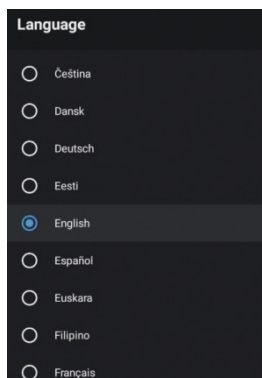 Language
Čeština
Dansk
Deutsch
Eesti
English
Español
Euskara
Filipino
Français